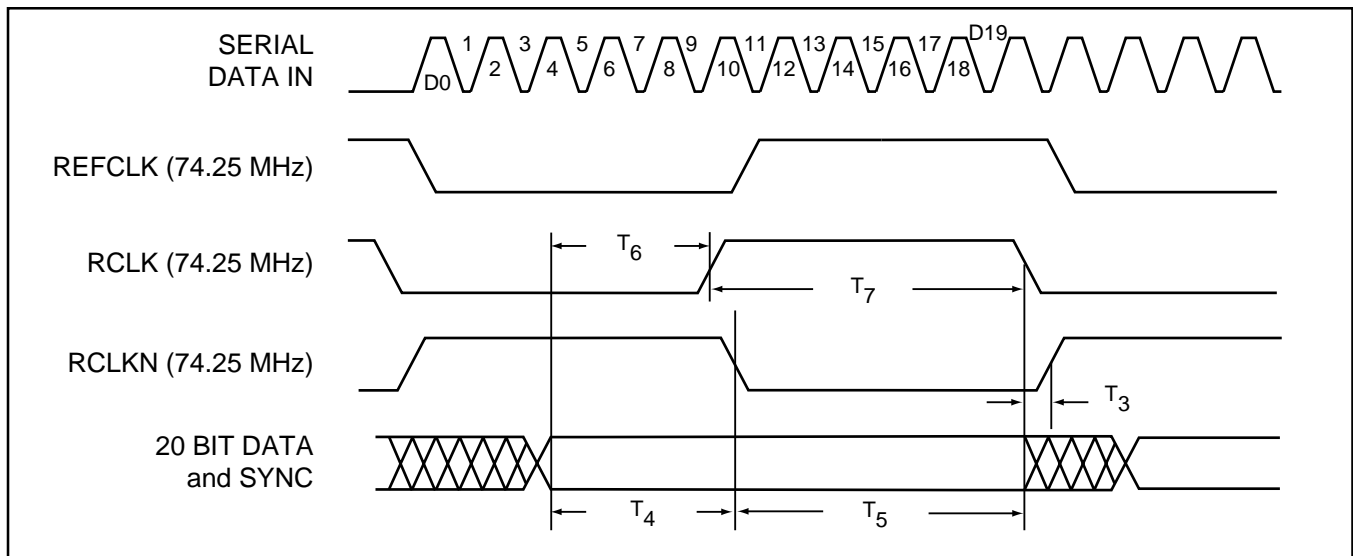 SERIAL
DATA IN
D0 1 2 3 4 5 6 7 8 9 10 11 12 13 14 15 16 17 18 D19
REFCLK (74.25 MHz)
RCLK (74.25 MHz)
T6
T7
RCLKN (74.25 MHz)
T3
20 BIT DATA
and SYNC
T4
T5